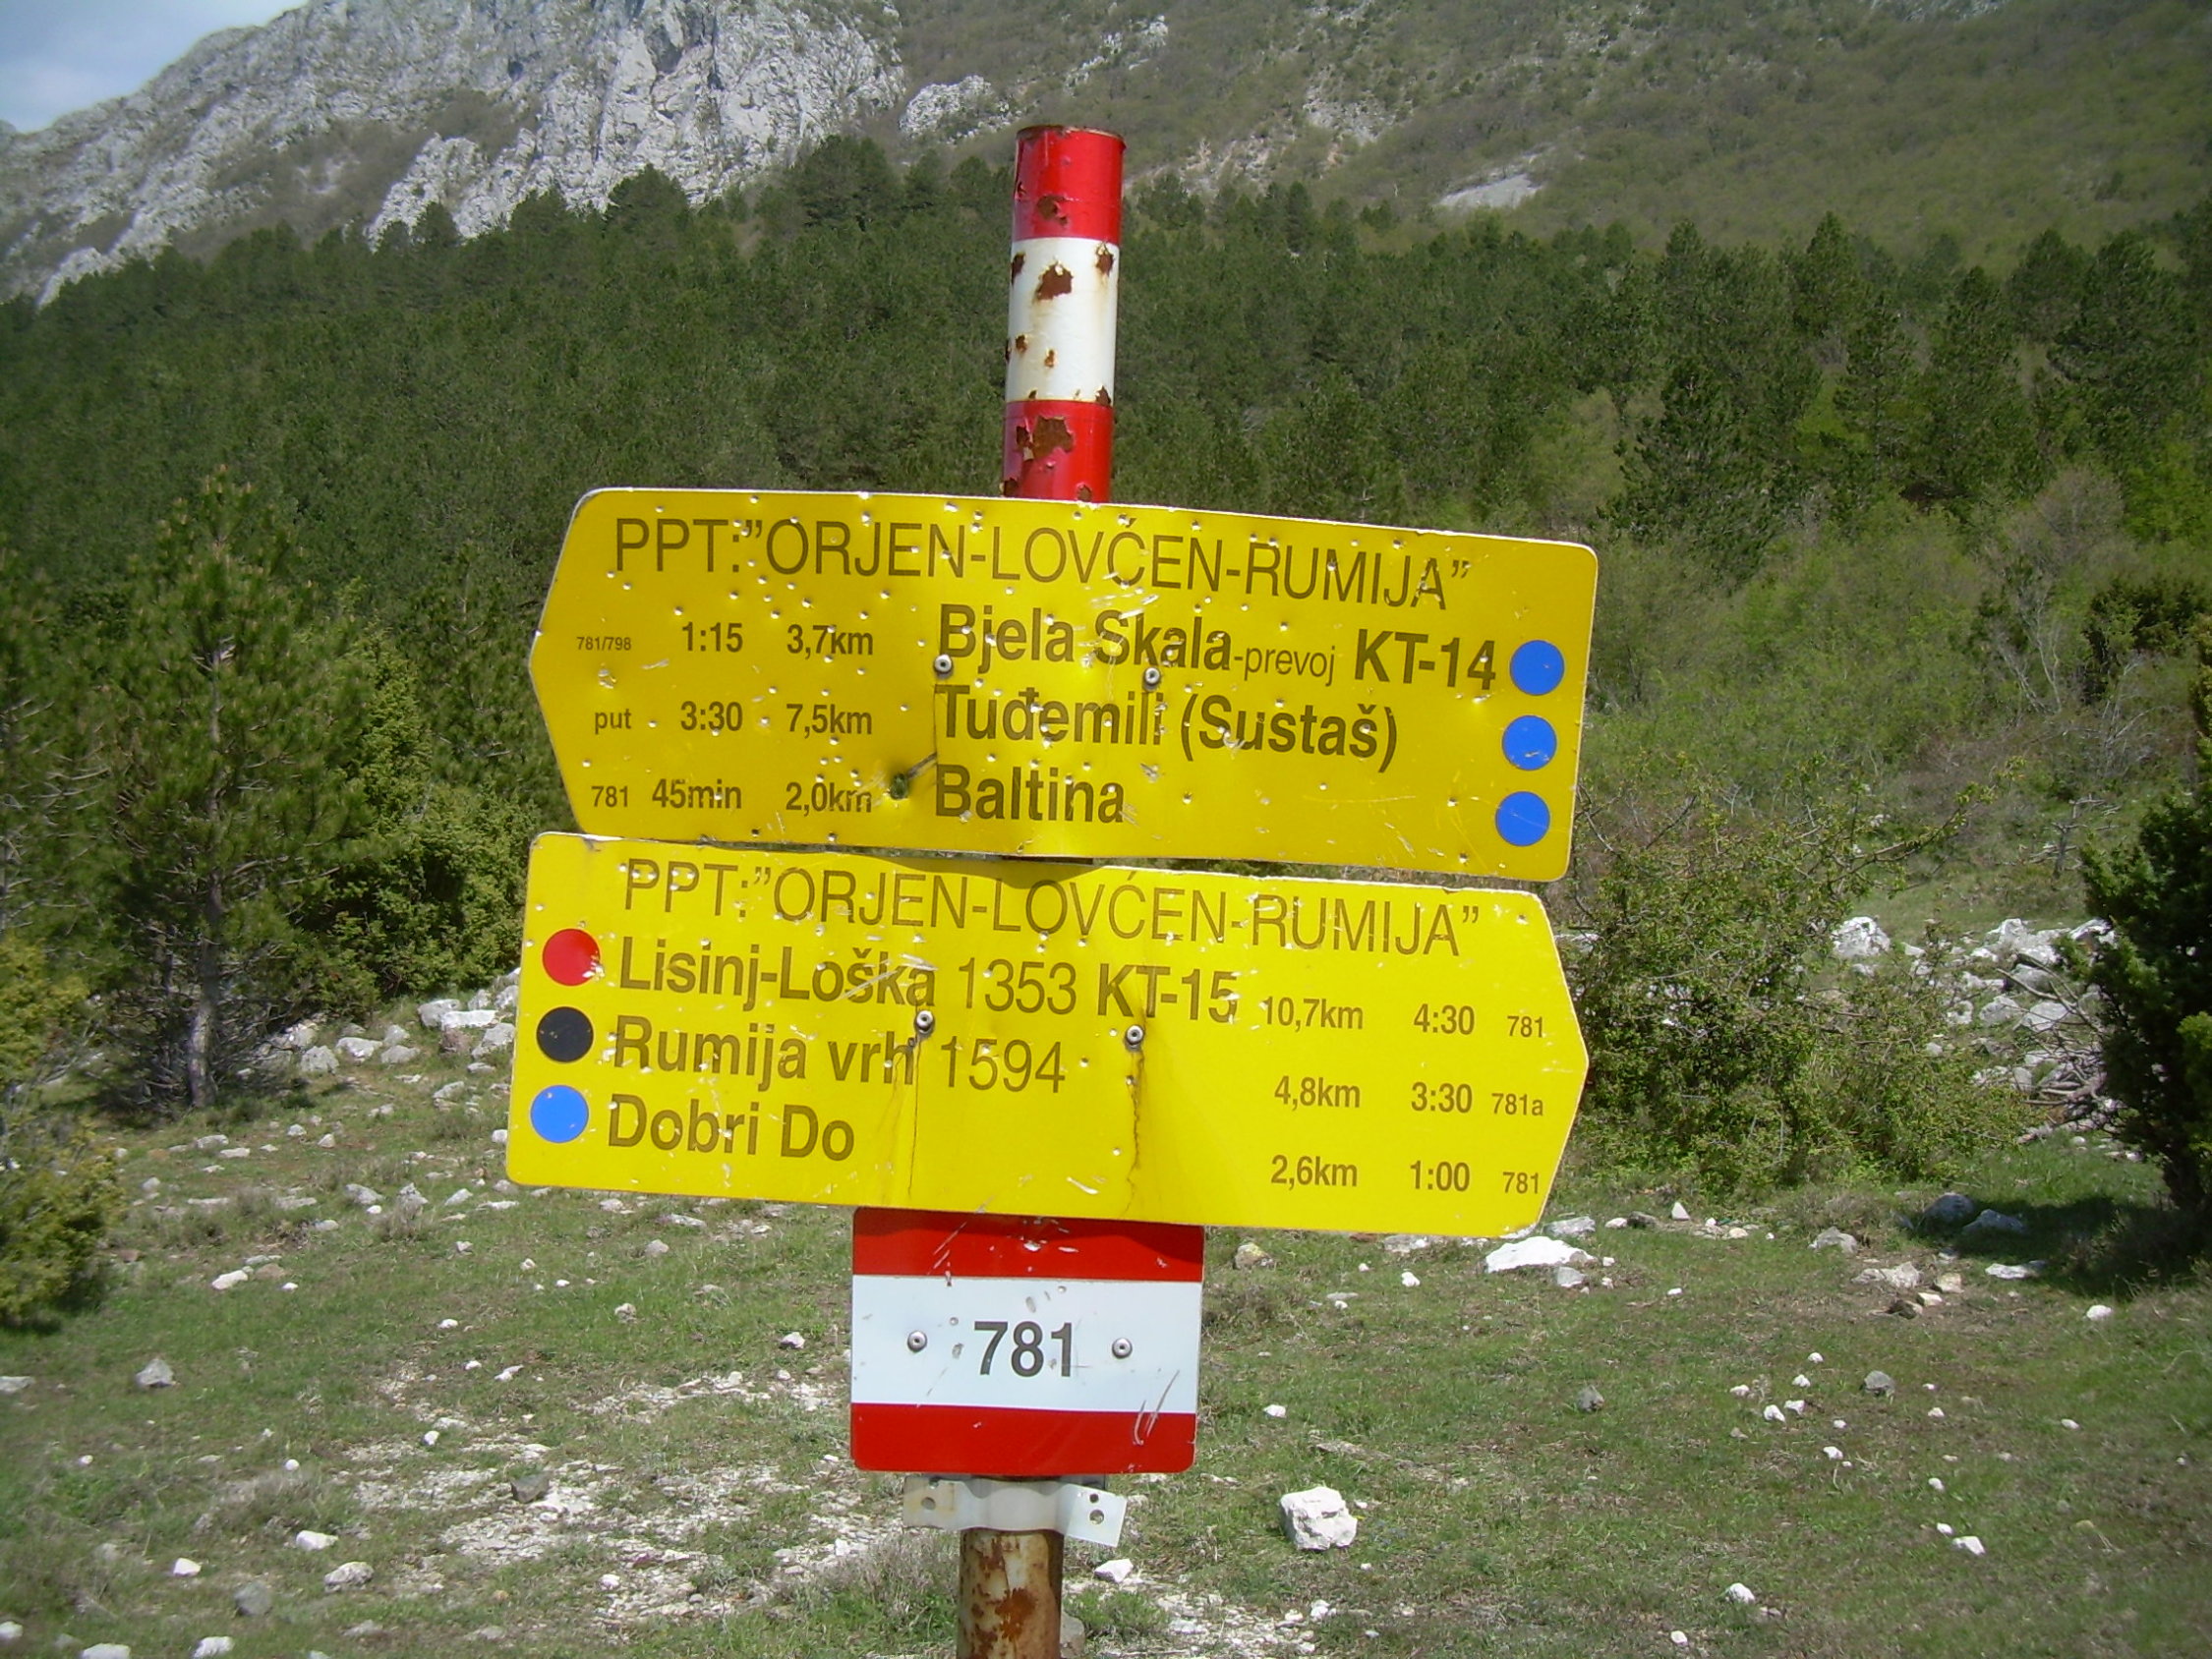 PPT:"ORJEN-LOVĆEN-RUMIJA"
781/798 1:15 3,7km Bjela Skala-prevoj KT-14
put 3:30 7,5km Tuđemili (Sustaš)
781 45min 2,0km Baltina
PPT:"ORJEN-LOVĆEN-RUMIJA"
Lisinj-Loška 1353 KT-15 10,7km 4:30 781
Rumija vrh 1594 4,8km 3:30 781a
Dobri Do 2,6km 1:00 781
781